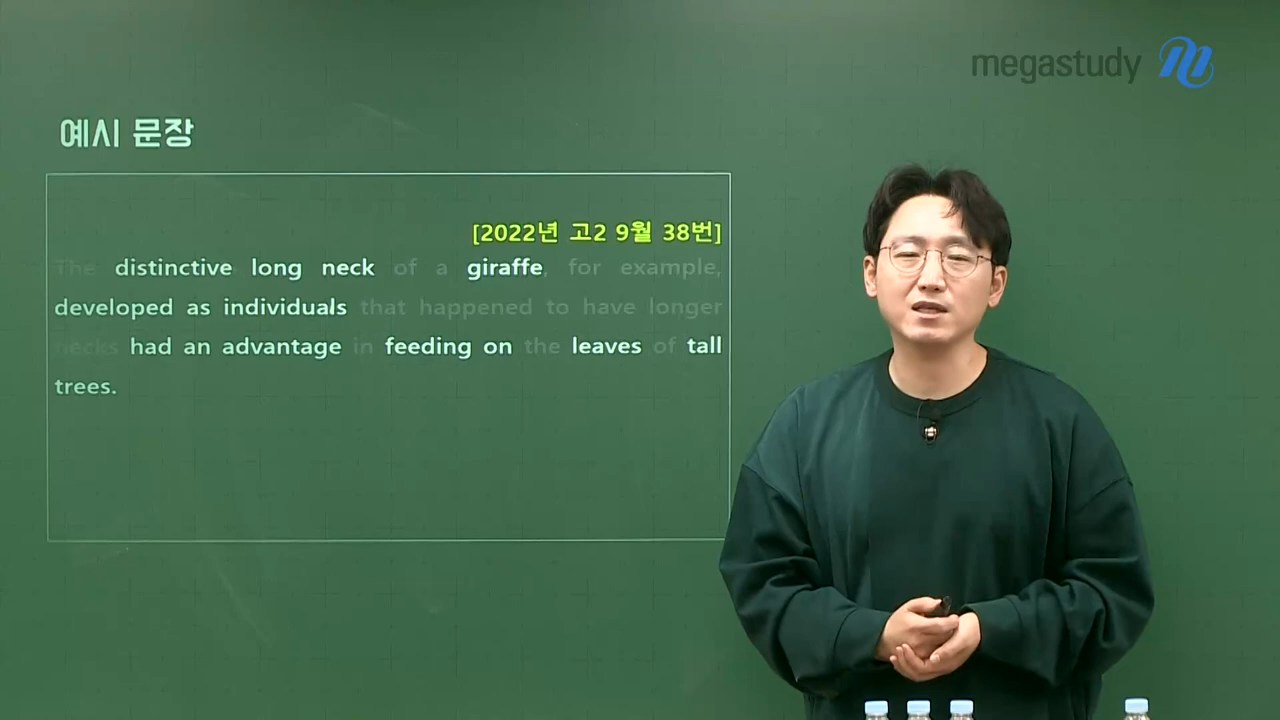 megastudy
예시 문장
[2022년 고2 9월 38번]
The distinctive long neck of a giraffe, for example,
developed as individuals that happened to have longer
necks had an advantage in feeding on the leaves of tall
trees.